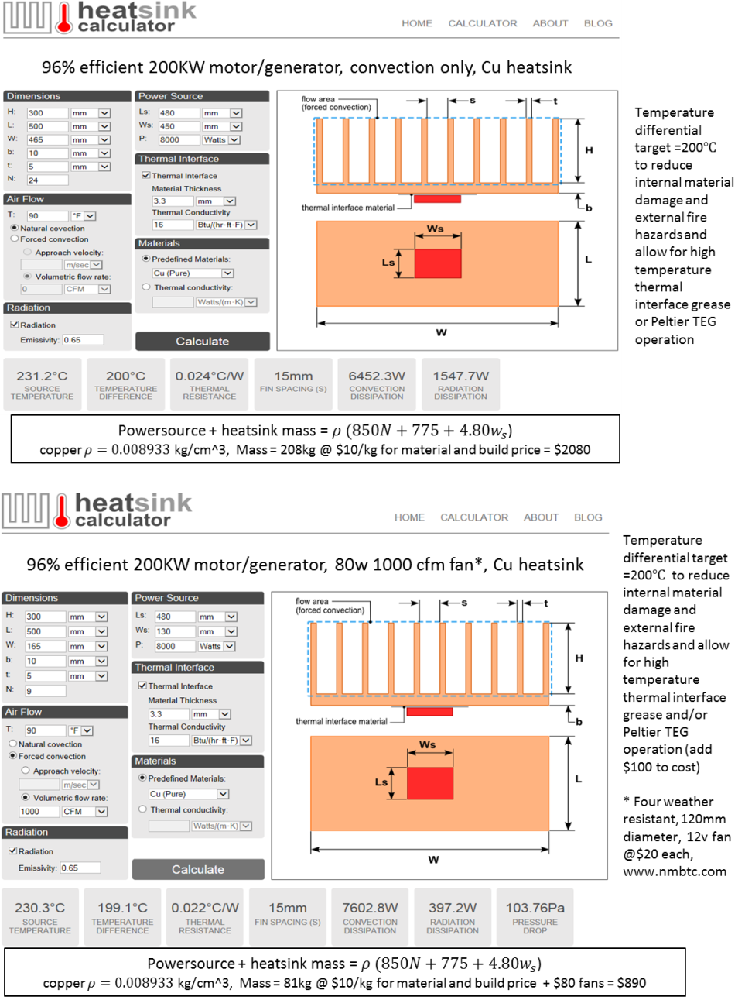 heatsink
calculator
HOME CALCULATOR ABOUT BLOG
96% efficient 200KW motor/generator, convection only, Cu heatsink
Dimensions
H: 300 mm
L: 500 mm
W: 465 mm
b: 10 mm
t: 5 mm
N: 24
Air Flow
T: 90 °F
Natural covection
Forced convection
Approach velocity:
m/sec
Volumetric flow rate:
0 CFM
Radiation
Radiation
Emissivity: 0.65
Power Source
Ls: 480 mm
Ws: 450 mm
P: 8000 Watts
Thermal Interface
Thermal Interface
Material Thickness
3.3 mm
Thermal Conductivity
16 Btu/(hr·ft·F)
Materials
Predefined Materials:
Cu (Pure)
Thermal conductivity:
Watts/(m·K)
Calculate
flow area
(forced convection)
s
t
H
thermal interface material
b
Ws
Ls
L
W
Temperature
differential
target =200℃
to reduce
internal material
damage and
external fire
hazards and
allow for high
temperature
thermal
interface grease
or Peltier TEG
operation
231.2°C
SOURCE
TEMPERATURE
200°C
TEMPERATURE
DIFFERENCE
0.024°C/W
THERMAL
RESISTANCE
15mm
FIN SPACING (S)
6452.3W
CONVECTION
DISSIPATION
1547.7W
RADIATION
DISSIPATION
Powersource + heatsink mass = ρ (850N + 775 + 4.80wₛ)
copper ρ = 0.008933 kg/cm^3, Mass = 208kg @ $10/kg for material and build price = $2080
heatsink
calculator
HOME CALCULATOR ABOUT BLOG
96% efficient 200KW motor/generator, 80w 1000 cfm fan*, Cu heatsink
Dimensions
H: 300 mm
L: 500 mm
W: 165 mm
b: 10 mm
t: 5 mm
N: 9
Air Flow
T: 90 °F
Natural covection
Forced convection
Approach velocity:
m/sec
Volumetric flow rate:
1000 CFM
Radiation
Radiation
Emissivity: 0.65
Power Source
Ls: 480 mm
Ws: 130 mm
P: 8000 Watts
Thermal Interface
Thermal Interface
Material Thickness
3.3 mm
Thermal Conductivity
16 Btu/(hr·ft·F)
Materials
Predefined Materials:
Cu (Pure)
Thermal conductivity:
Watts/(m·K)
Calculate
flow area
(forced convection)
s
t
H
thermal interface material
b
Ws
Ls
L
W
Temperature
differential target
=200℃ to reduce
internal material
damage and
external fire
hazards and allow
for high
temperature
thermal interface
grease and/or
Peltier TEG
operation (add
$100 to cost)
* Four weather
resistant, 120mm
diameter, 12v fan
@$20 each,
www.nmbtc.com
230.3°C
SOURCE
TEMPERATURE
199.1°C
TEMPERATURE
DIFFERENCE
0.022°C/W
THERMAL
RESISTANCE
15mm
FIN SPACING (S)
7602.8W
CONVECTION
DISSIPATION
397.2W
RADIATION
DISSIPATION
103.76Pa
PRESSURE
DROP
Powersource + heatsink mass = ρ (850N + 775 + 4.80wₛ)
copper ρ = 0.008933 kg/cm^3, Mass = 81kg @ $10/kg for material and build price + $80 fans = $890